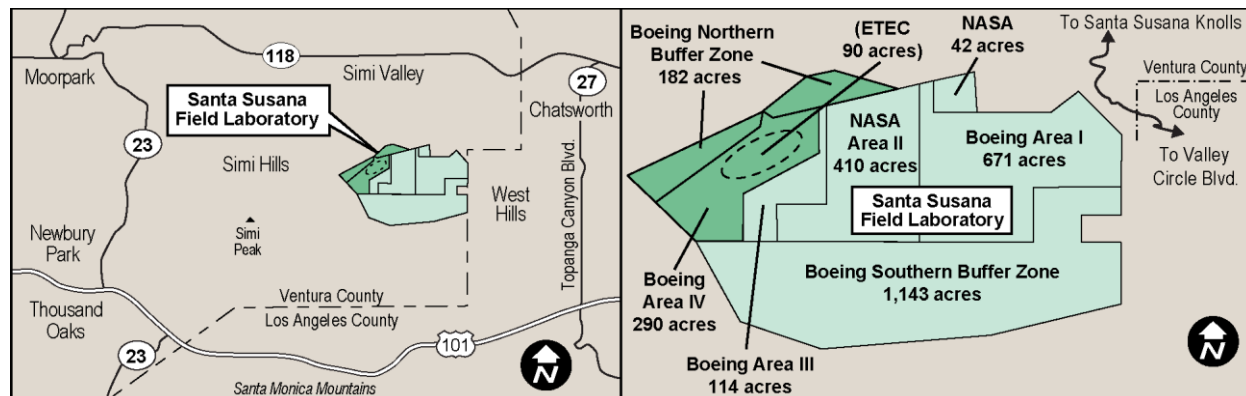 118
Moorpark
Simi Valley
27
Chatsworth
Santa Susana
Field Laboratory
23
Simi Hills
West
Hills
Topanga Canyon Blvd.
Simi
Peak
Newbury
Park
Ventura County
Los Angeles County
Thousand
Oaks
101
23
Santa Monica Mountains
N
Boeing Northern
Buffer Zone
182 acres
(ETEC
90 acres)
NASA
42 acres
To Santa Susana Knolls
Ventura County
Los Angeles
County
To Valley
Circle Blvd.
NASA
Area II
410 acres
Boeing Area I
671 acres
Santa Susana
Field Laboratory
Boeing Southern Buffer Zone
1,143 acres
Boeing
Area IV
290 acres
Boeing Area III
114 acres
N